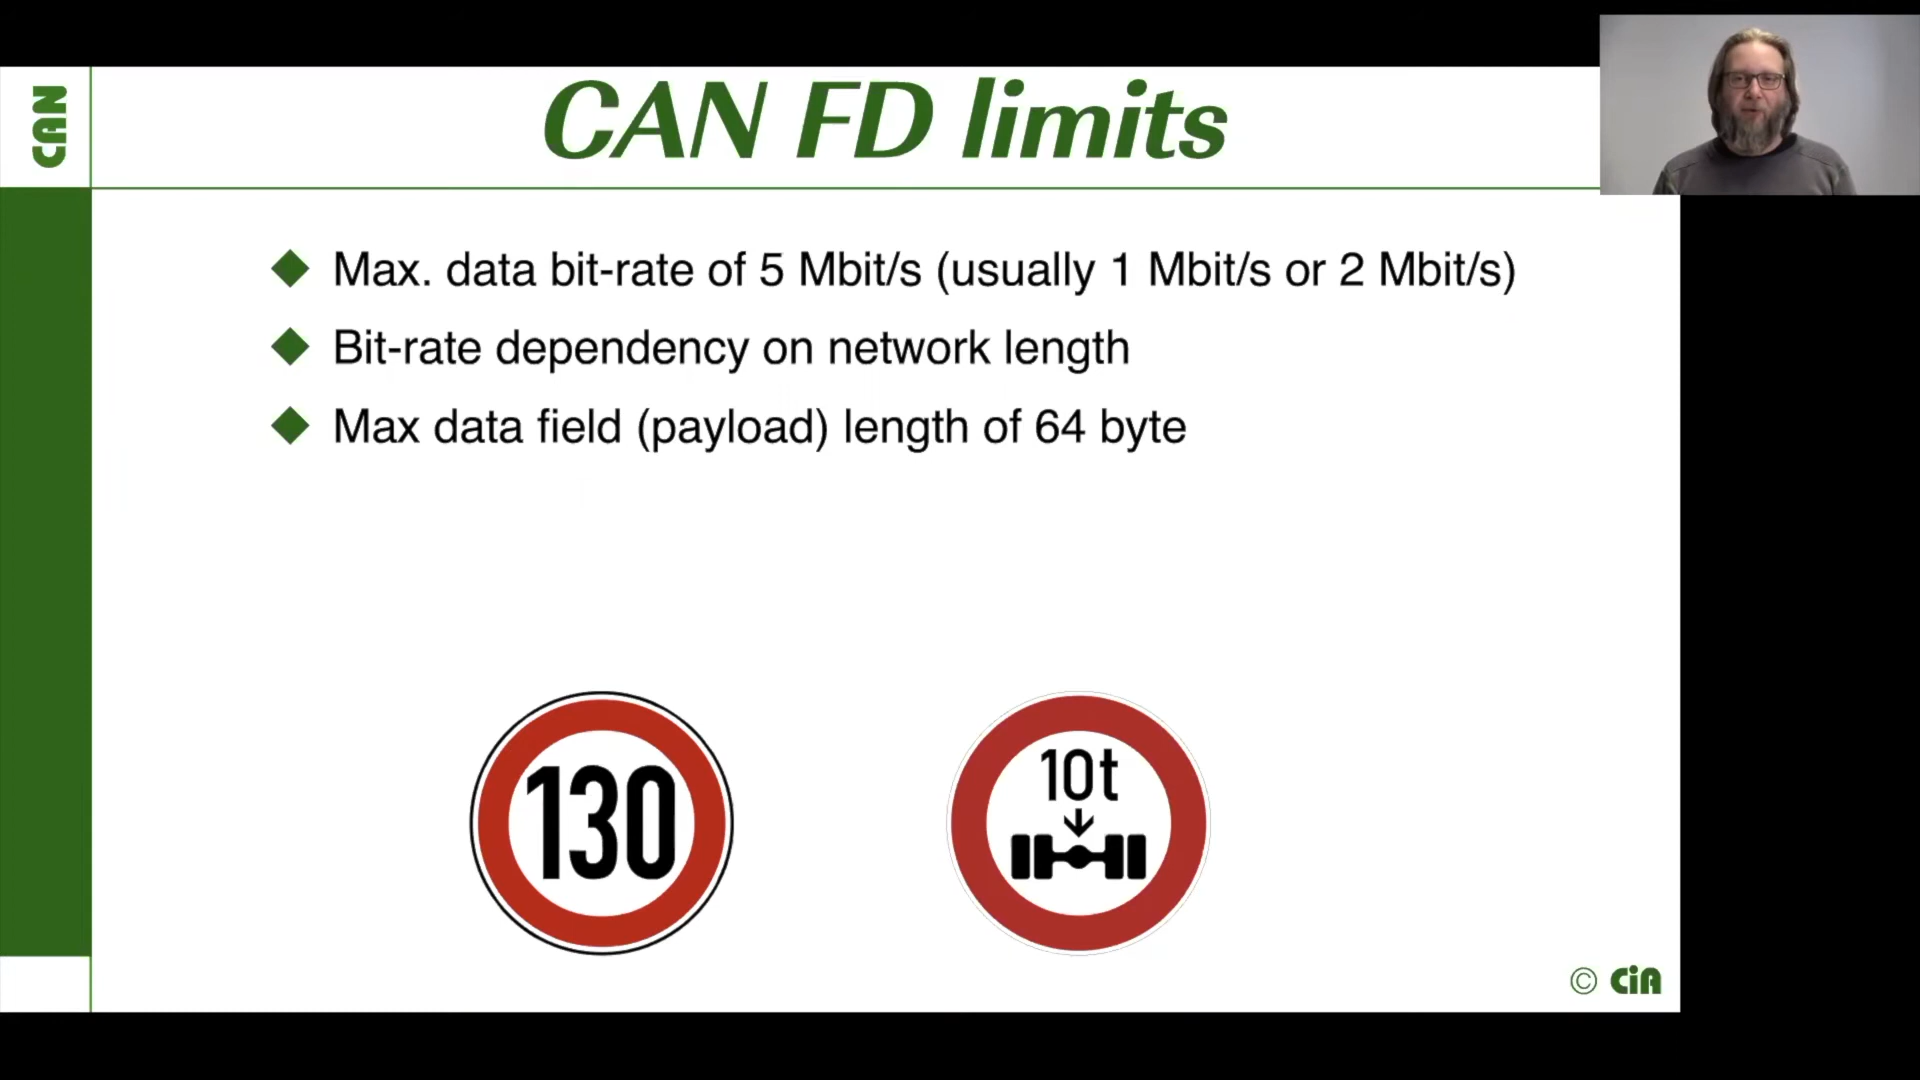 CAN
CAN FD limits
Max. data bit-rate of 5 Mbit/s (usually 1 Mbit/s or 2 Mbit/s)
Bit-rate dependency on network length
Max data field (payload) length of 64 byte
130
10t
© CiA